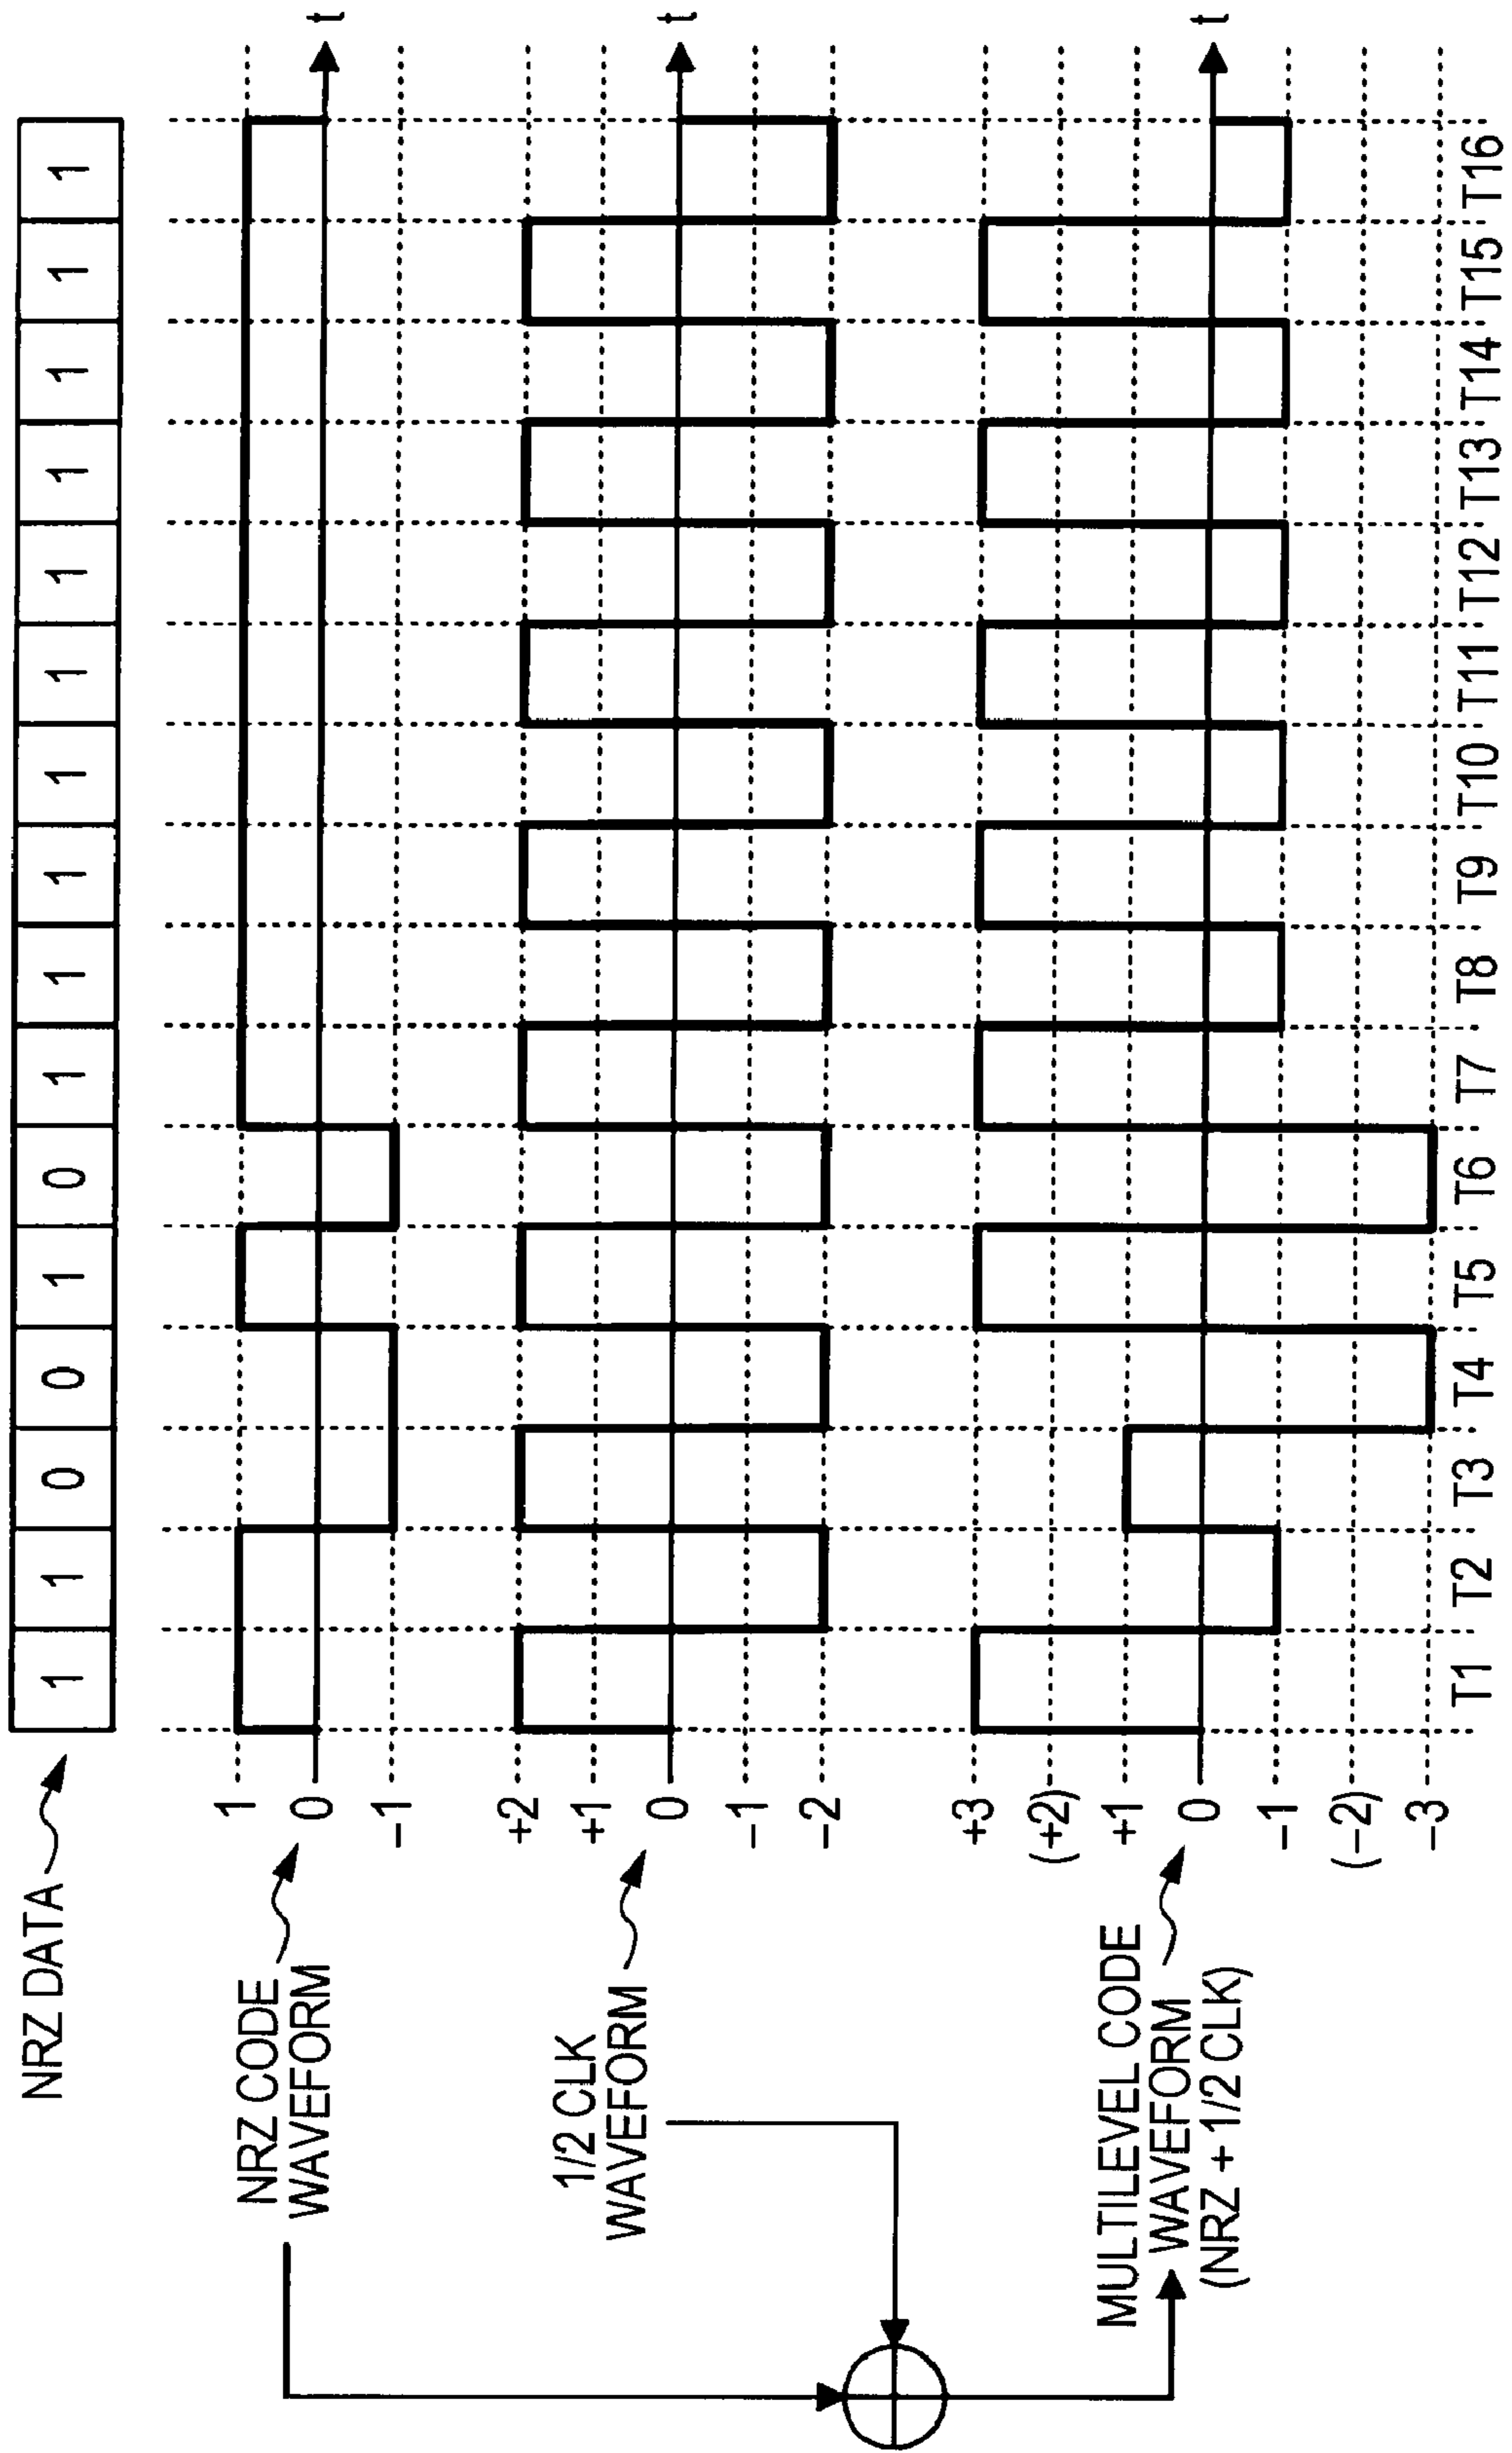 NRZ DATA
1 1 0 0 1 0 1 1 1 1 1 1 1 1 1 1
NRZ CODE
WAVEFORM
1
0
–1
t
1/2 CLK
WAVEFORM
+2
+1
0
–1
–2
t
MULTILEVEL CODE
WAVEFORM
(NRZ + 1/2 CLK)
+3
(+2)
+1
0
–1
(–2)
–3
t
T1 T2 T3 T4 T5 T6 T7 T8 T9 T10 T11 T12 T13 T14 T15 T16